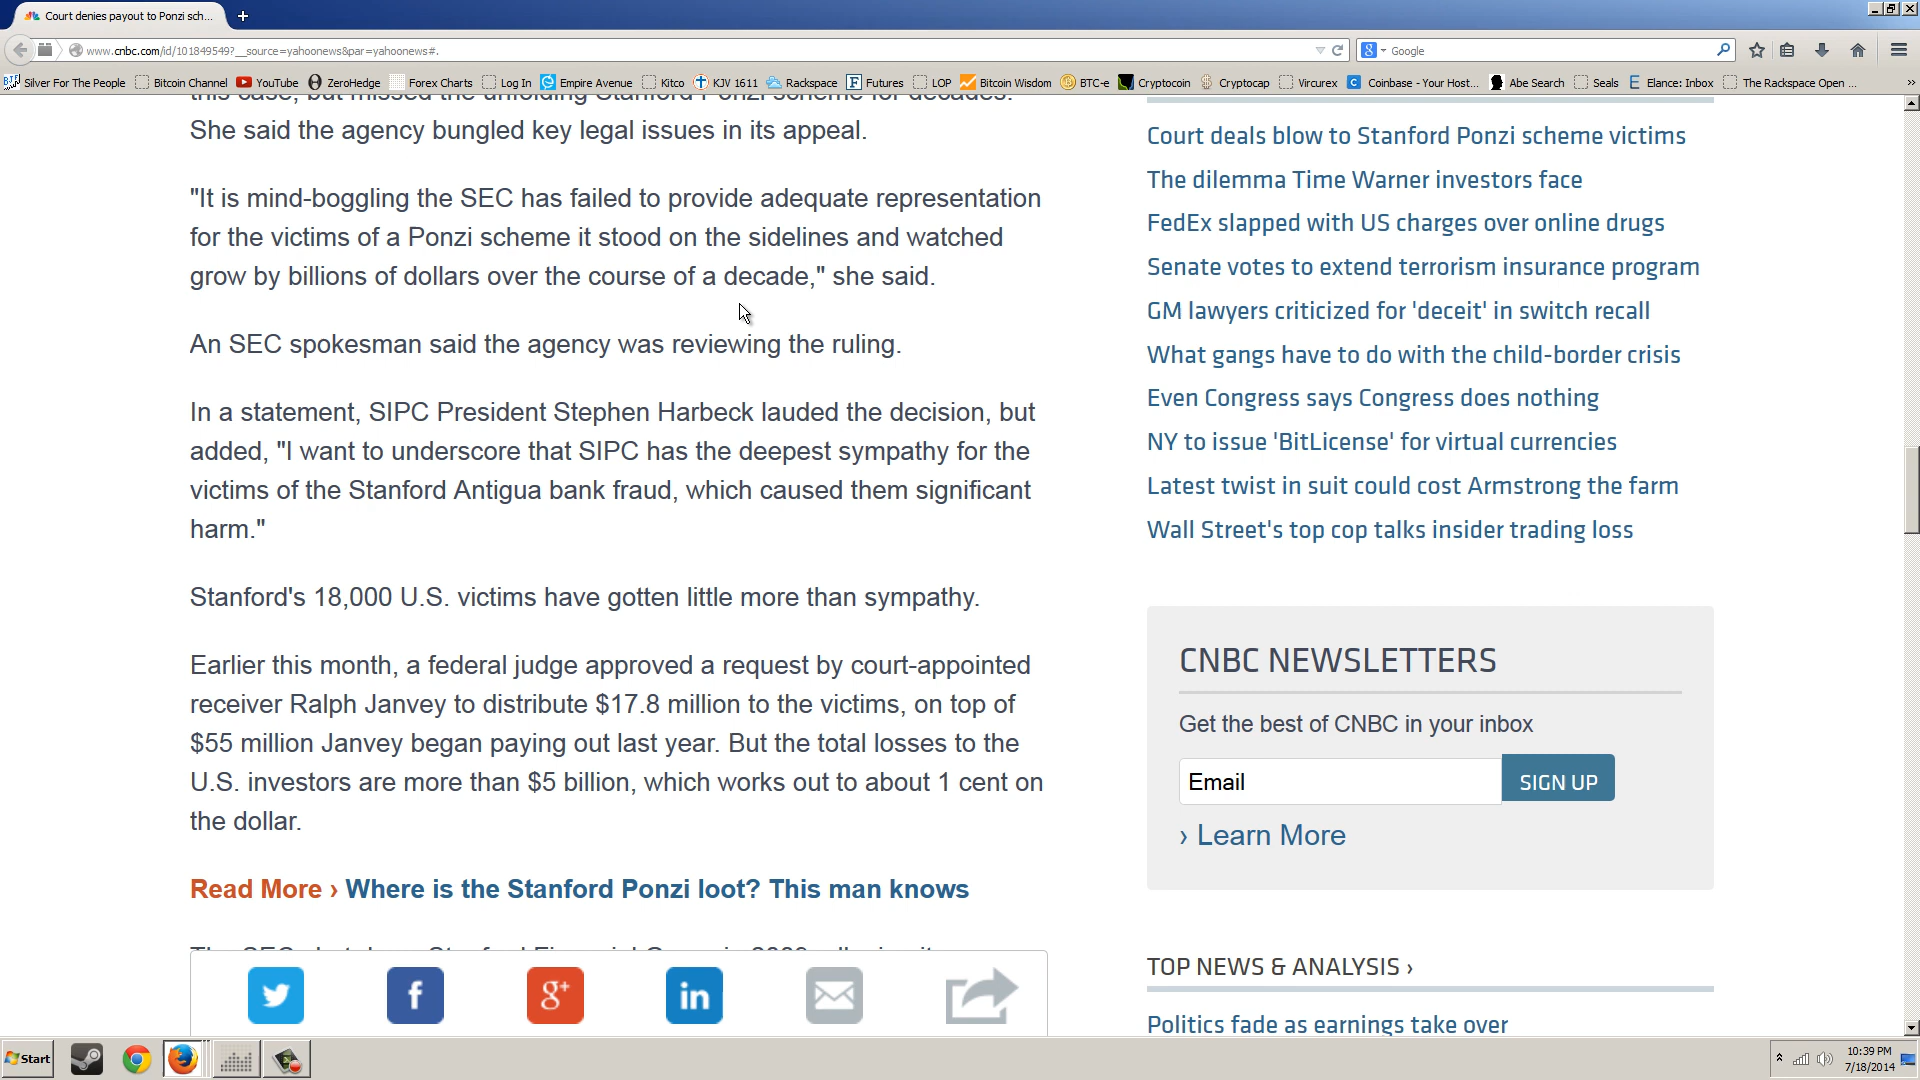 Court denies payout to Ponzi sch...
www.cnbc.com/id/101849549?__source=yahoonews&par=yahoonews#.
Google
Silver For The People
Bitcoin Channel
YouTube
ZeroHedge
Forex Charts
Log In
Empire Avenue
Kitco
KJV 1611
Rackspace
Futures
LOP
Bitcoin Wisdom
BTC-e
Cryptocoin
Cryptocap
Vircurex
Coinbase - Your Host...
Abe Search
Seals
Elance: Inbox
The Rackspace Open ...
this case, but missed the unfolding Stanford Ponzi scheme for decades.
She said the agency bungled key legal issues in its appeal.
"It is mind-boggling the SEC has failed to provide adequate representation
for the victims of a Ponzi scheme it stood on the sidelines and watched
grow by billions of dollars over the course of a decade," she said.
An SEC spokesman said the agency was reviewing the ruling.
In a statement, SIPC President Stephen Harbeck lauded the decision, but
added, "I want to underscore that SIPC has the deepest sympathy for the
victims of the Stanford Antigua bank fraud, which caused them significant
harm."
Stanford's 18,000 U.S. victims have gotten little more than sympathy.
Earlier this month, a federal judge approved a request by court-appointed
receiver Ralph Janvey to distribute $17.8 million to the victims, on top of
$55 million Janvey began paying out last year. But the total losses to the
U.S. investors are more than $5 billion, which works out to about 1 cent on
the dollar.
Read More › Where is the Stanford Ponzi loot? This man knows
Court deals blow to Stanford Ponzi scheme victims
The dilemma Time Warner investors face
FedEx slapped with US charges over online drugs
Senate votes to extend terrorism insurance program
GM lawyers criticized for 'deceit' in switch recall
What gangs have to do with the child-border crisis
Even Congress says Congress does nothing
NY to issue 'BitLicense' for virtual currencies
Latest twist in suit could cost Armstrong the farm
Wall Street's top cop talks insider trading loss
CNBC NEWSLETTERS
Get the best of CNBC in your inbox
Email
SIGN UP
› Learn More
TOP NEWS & ANALYSIS ›
Politics fade as earnings take over
Start
10:39 PM
7/18/2014